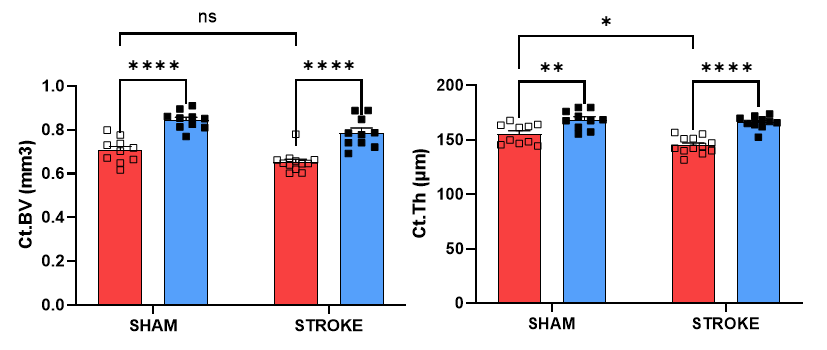 ns
****
****
Ct.BV (mm3)
1.0
0.8
0.6
0.4
0.2
0.0
SHAM
STROKE
*
**
****
Ct.Th (μm)
200
150
100
50
0
SHAM
STROKE